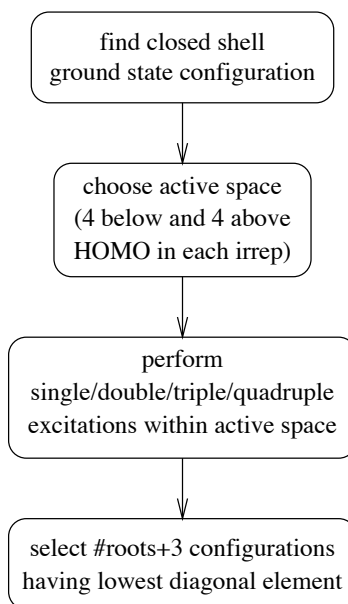 find closed shell
ground state configuration
choose active space
(4 below and 4 above
HOMO in each irrep)
perform
single/double/triple/quadruple
excitations within active space
select #roots+3 configurations
having lowest diagonal element